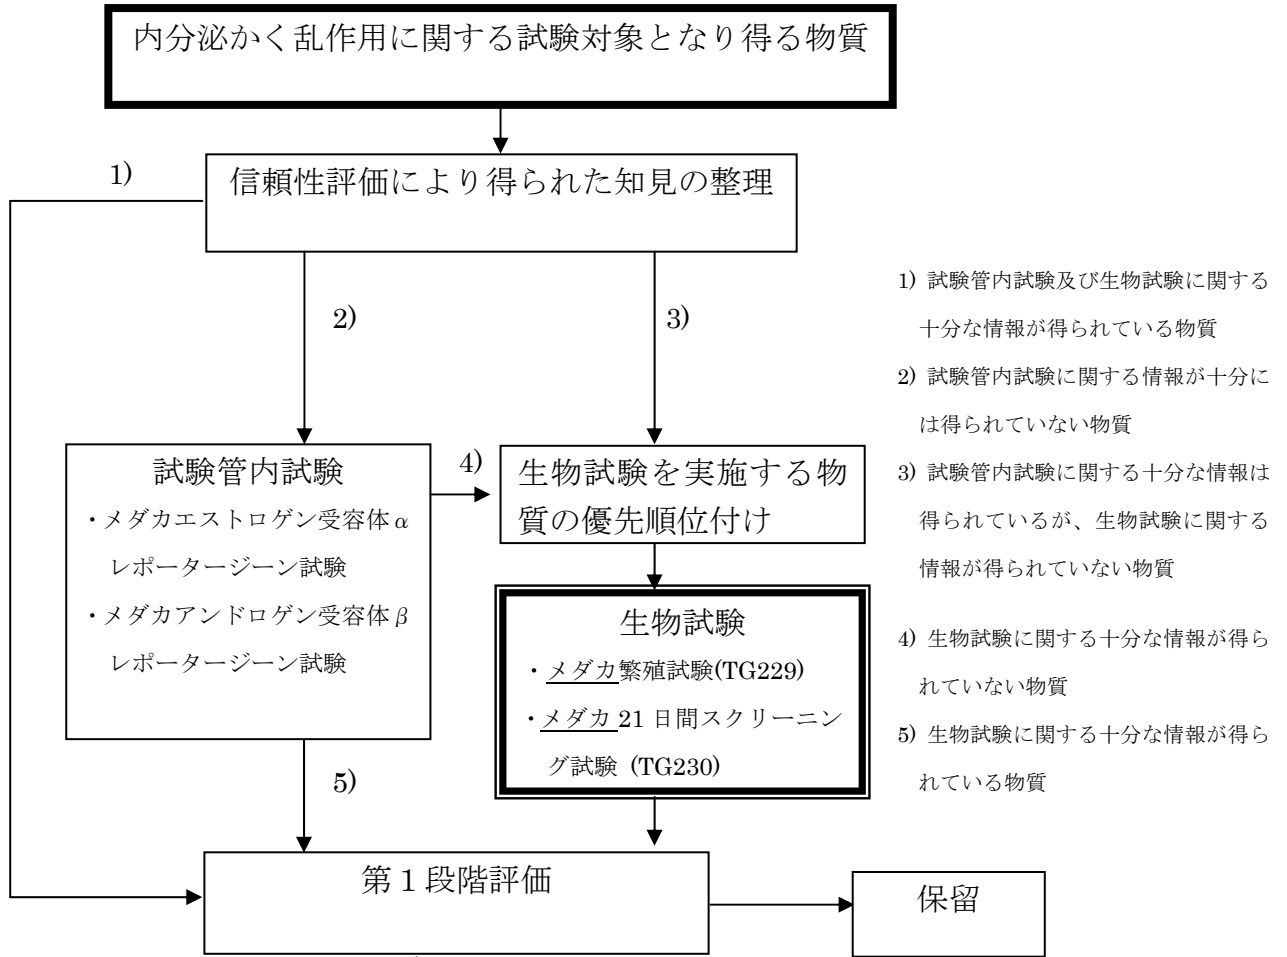 内分泌かく乱作用に関する試験対象となり得る物質
1)
信頼性評価により得られた知見の整理
2)
3)
試験管内試験
・メダカエストロゲン受容体α
レポータージーン試験
・メダカアンドロゲン受容体β
レポータージーン試験
4)
生物試験を実施する物
質の優先順位付け
生物試験
・メダカ繁殖試験(TG229)
・メダカ 21 日間スクリーニン
グ試験 (TG230)
5)
第１段階評価
保留
1) 試験管内試験及び生物試験に関する
十分な情報が得られている物質
2) 試験管内試験に関する情報が十分に
は得られていない物質
3) 試験管内試験に関する十分な情報は
得られているが、生物試験に関する
情報が得られていない物質
4) 生物試験に関する十分な情報が得ら
れていない物質
5) 生物試験に関する十分な情報が得ら
れている物質